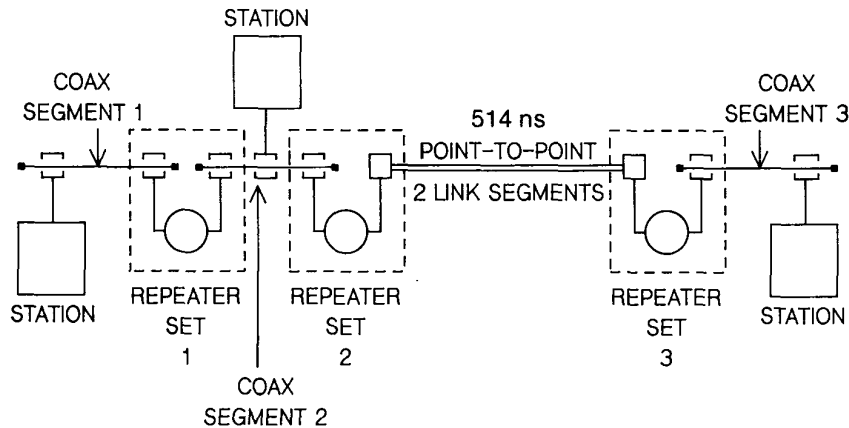 STATION
COAX
SEGMENT 1
514 ns
POINT-TO-POINT
2 LINK SEGMENTS
COAX
SEGMENT 3
STATION
REPEATER
SET
1
REPEATER
SET
2
REPEATER
SET
3
STATION
COAX
SEGMENT 2